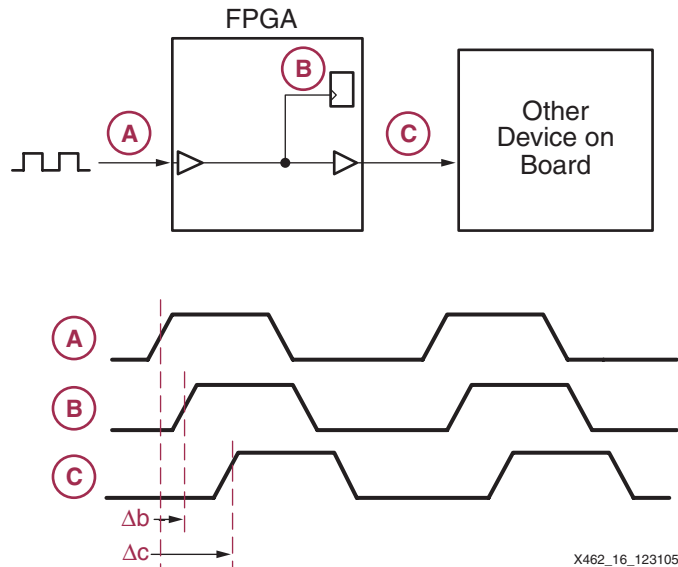 FPGA
B
A
C
Other
Device on
Board
A
B
C
Δb
Δc
X462_16_123105